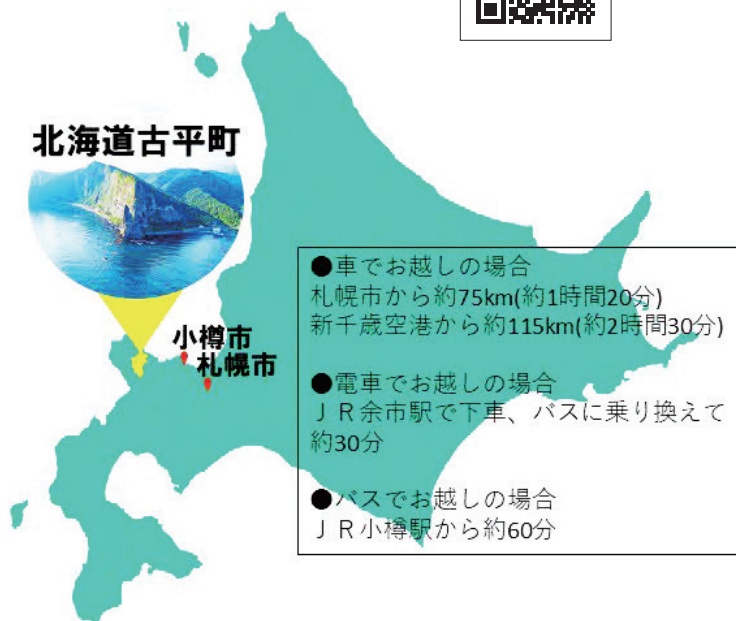 北海道古平町
小樽市
札幌市
●車でお越しの場合
札幌市から約75km(約1時間20分)
新千歳空港から約115km(約2時間30分)
●電車でお越しの場合
ＪＲ余市駅で下車、バスに乗り換えて
約30分
●バスでお越しの場合
ＪＲ小樽駅から約60分